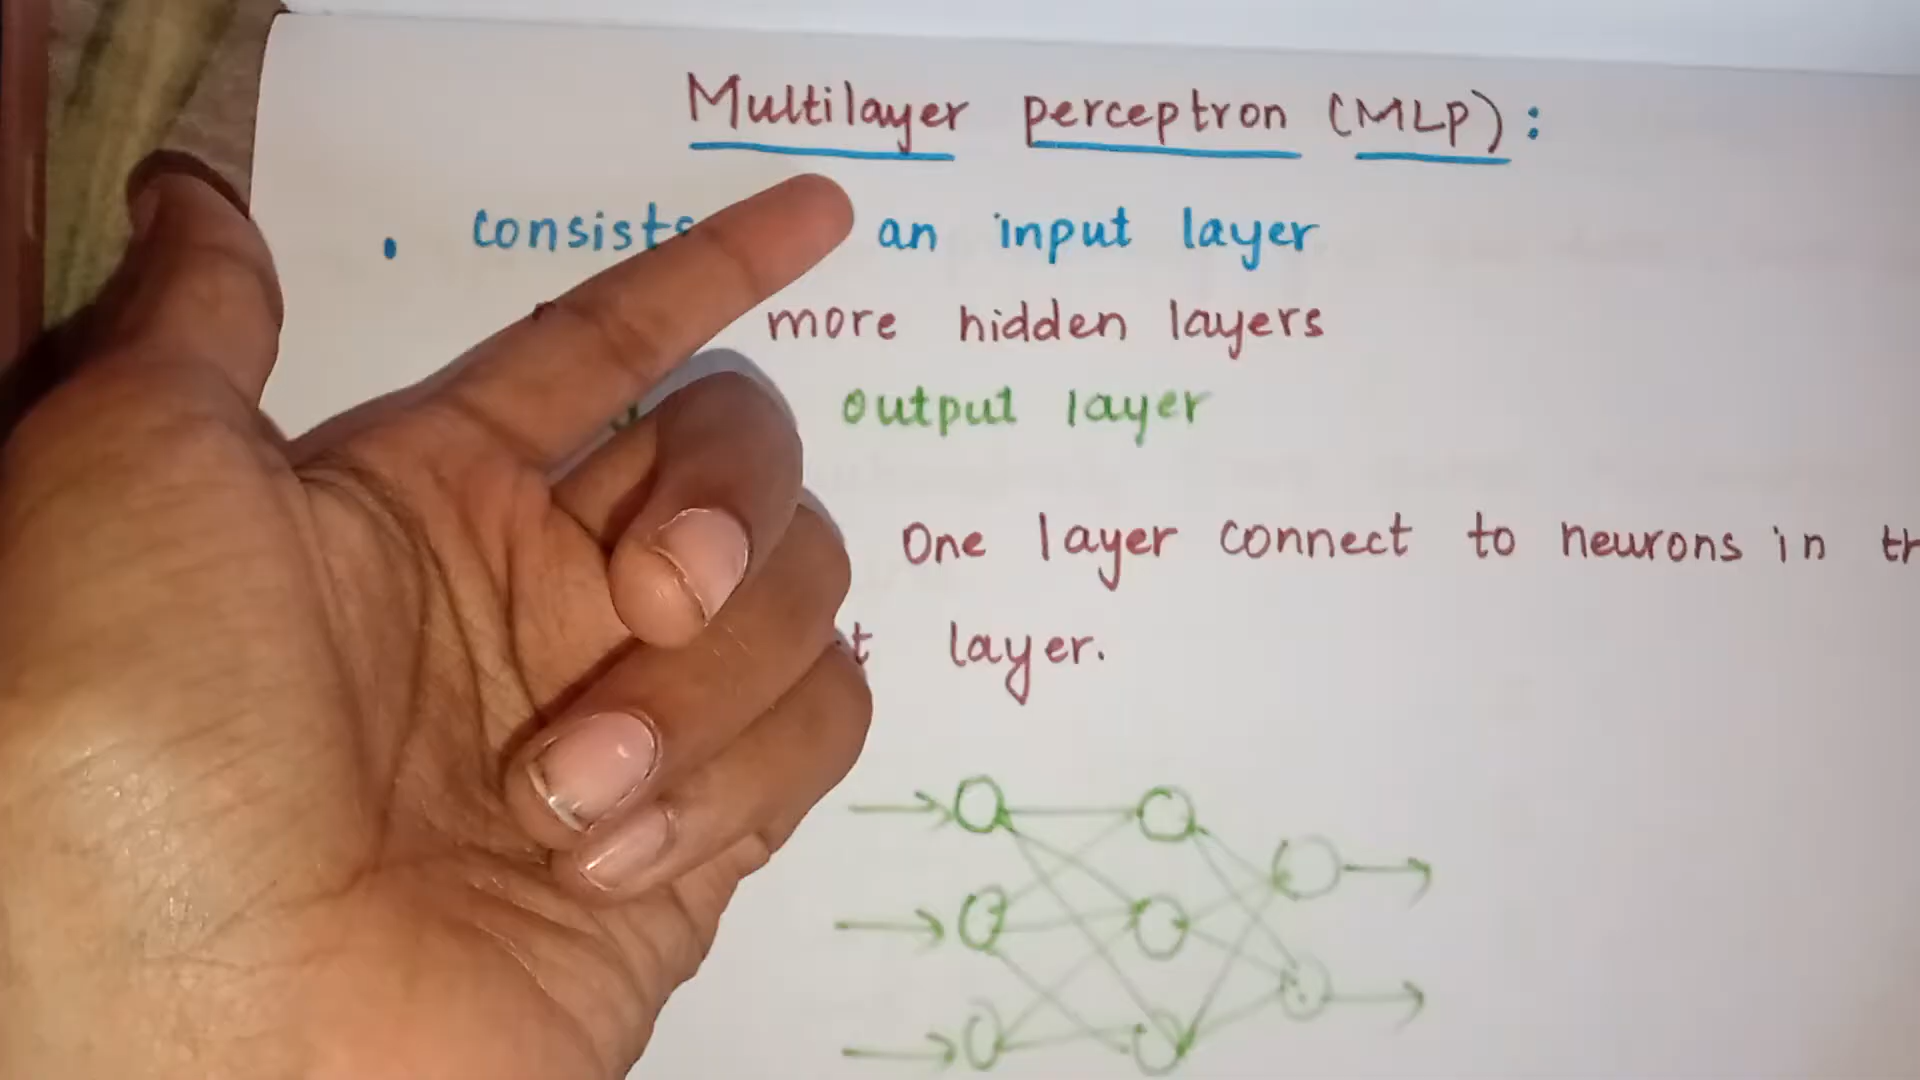 Multilayer perceptron (MLP):
• consists an input layer
more hidden layers
output layer
One layer connect to neurons in
layer.